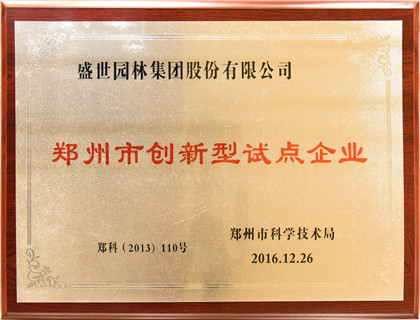 盛世园林集团股份有限公司
郑州市创新型试点企业
郑科（2013）110号
郑州市科学技术局
2016.12.26